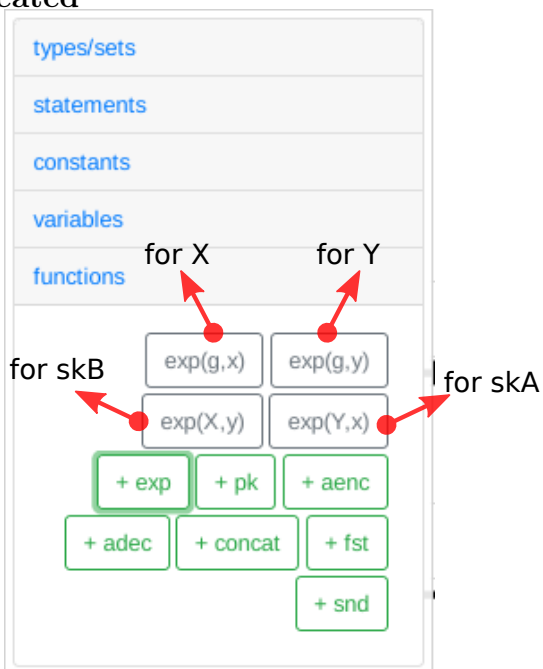 types/sets
statements
constants
variables
for X for Y
functions
exp(g,x) exp(g,y)
for skB for skA
exp(X,y) exp(Y,x)
+ exp + pk + aenc
+ adec + concat + fst
+ snd